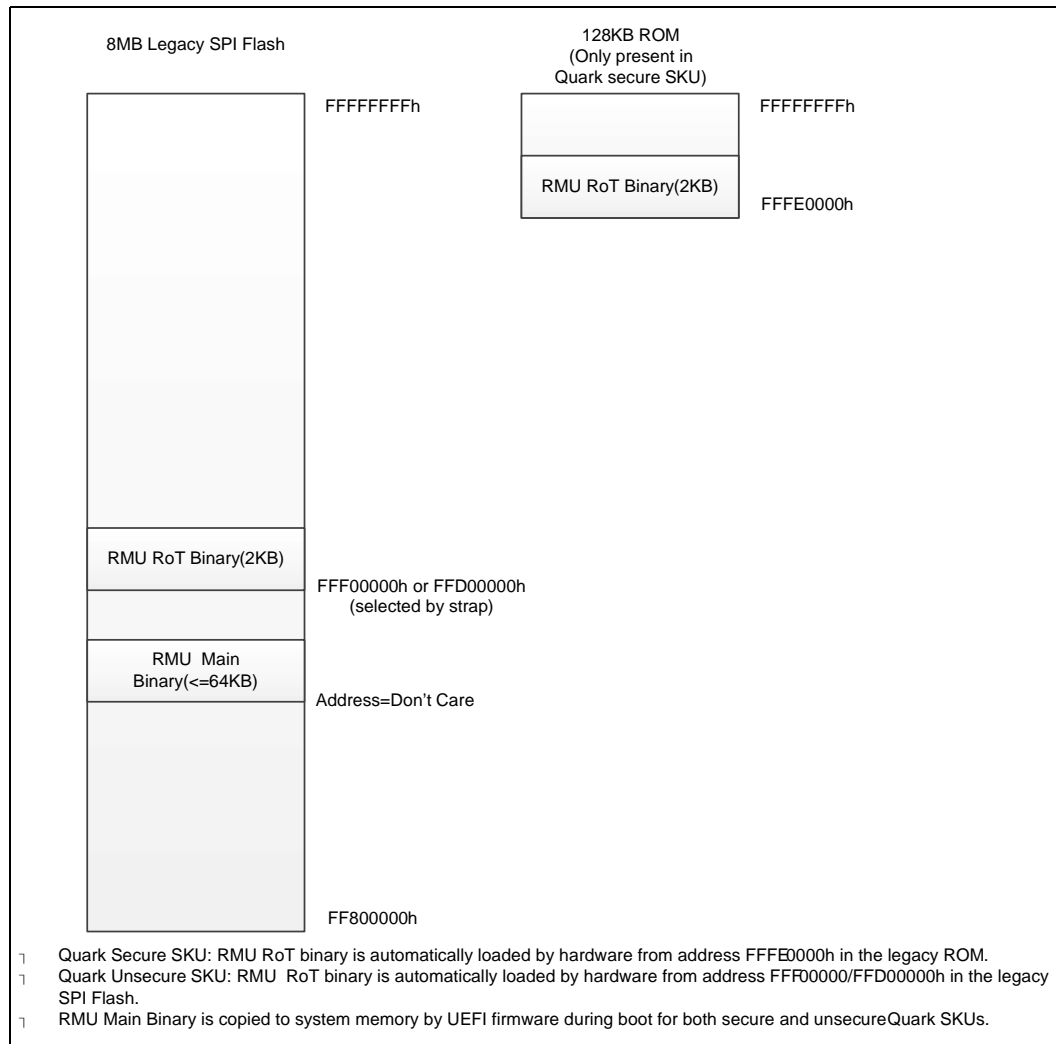 8MB Legacy SPI Flash
FFFFFFFFh
RMU RoT Binary(2KB)
FFF00000h or FFD00000h
(selected by strap)
RMU Main
Binary(<=64KB)
Address=Don't Care
FF800000h
128KB ROM
(Only present in
Quark secure SKU)
FFFFFFFFh
RMU RoT Binary(2KB)
FFFE0000h
Quark Secure SKU: RMU RoT binary is automatically loaded by hardware from address FFFE0000h in the legacy ROM.
Quark Unsecure SKU: RMU RoT binary is automatically loaded by hardware from address FFF00000/FFD00000h in the legacy
SPI Flash.
RMU Main Binary is copied to system memory by UEFI firmware during boot for both secure and unsecureQuark SKUs.